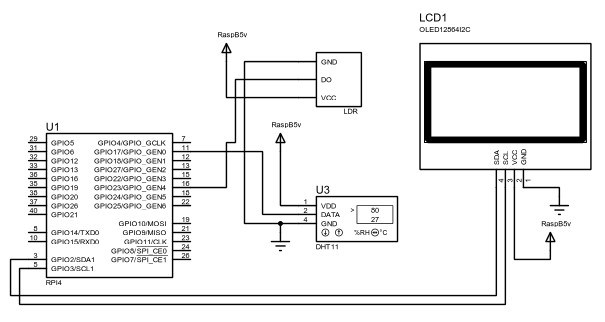 LCD1
OLED12864I2C
RaspB5v
GND
DO
VCC
LDR
RaspB5v
U1
29 GPIO5 GPIO4/GPIO_GCLK 7
31 GPIO6 GPIO17/GPIO_GEN0 11
32 GPIO12 GPIO18/GPIO_GEN1 12
33 GPIO13 GPIO27/GPIO_GEN2 13
36 GPIO16 GPIO22/GPIO_GEN3 15
35 GPIO19 GPIO23/GPIO_GEN4 16
38 GPIO20 GPIO24/GPIO_GEN5 18
37 GPIO26 GPIO25/GPIO_GEN6 22
40 GPIO21
GPIO10/MOSI 19
8 GPIO14/TXD0 GPIO9/MISO 21
10 GPIO15/RXD0 GPIO11/CLK 23
GPIO8/SPI_CE0 24
3 GPIO2/SDA1 GPIO7/SPI_CE1 26
5 GPIO3/SCL1
RPI4
U3
1 VDD
2 DATA
4 GND
> 80
27
%RH °C
DHT11
SDA SCL VCC GND
4 3 2 1
RaspB5v